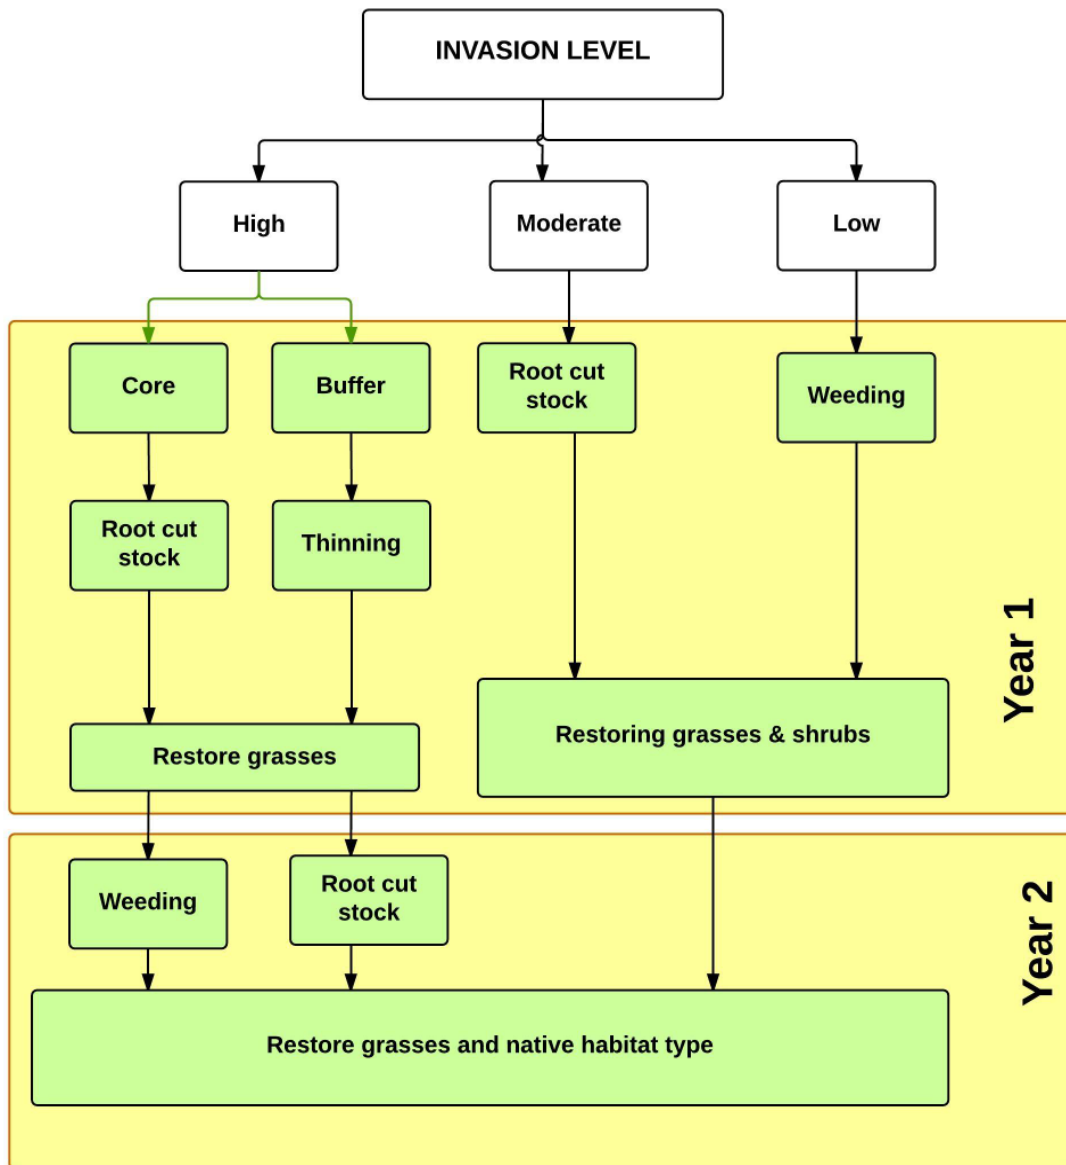 INVASION LEVEL
High
Moderate
Low
Core
Buffer
Root cut
stock
Weeding
Root cut
stock
Thinning
Restoring grasses & shrubs
Restore grasses
Year 1
Weeding
Root cut
stock
Year 2
Restore grasses and native habitat type